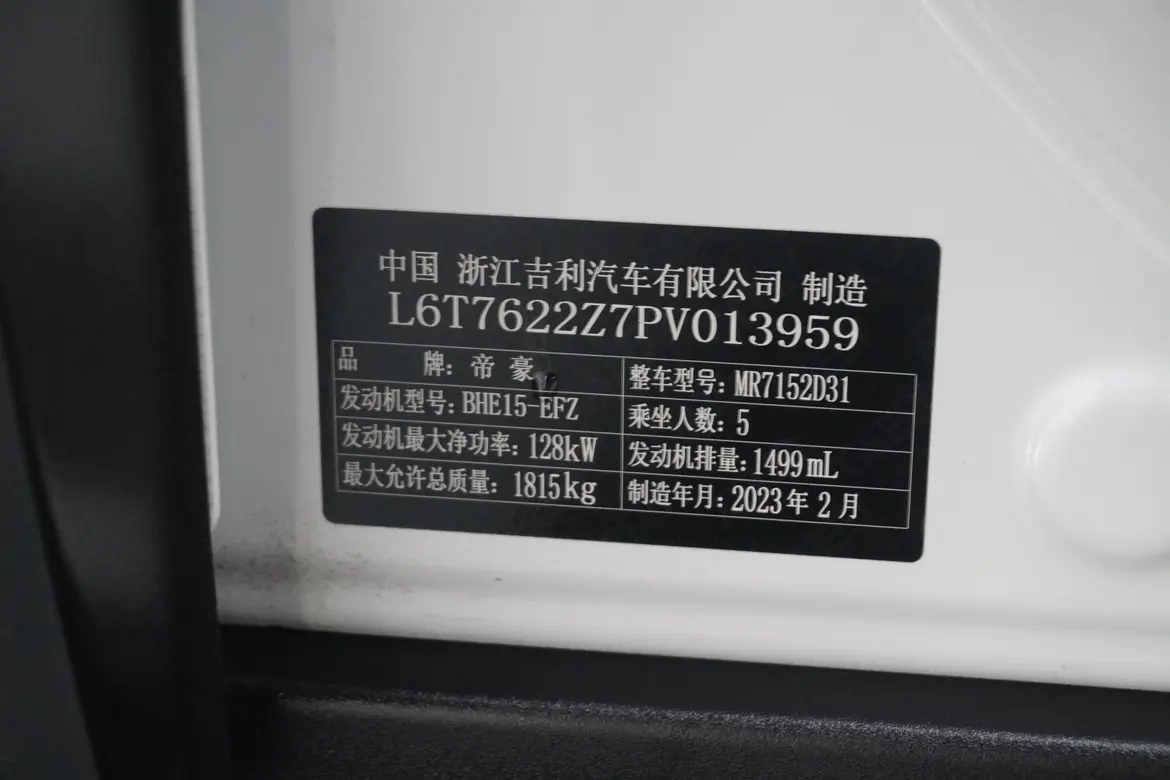 中国 浙江吉利汽车有限公司 制造
L6T7622Z7PV013959
品 牌: 帝豪 整车型号: MR7152D31
发动机型号: BHE15-EFZ 乘坐人数: 5
发动机最大净功率: 128kW 发动机排量: 1499mL
最大允许总质量: 1815kg 制造年月: 2023年2月